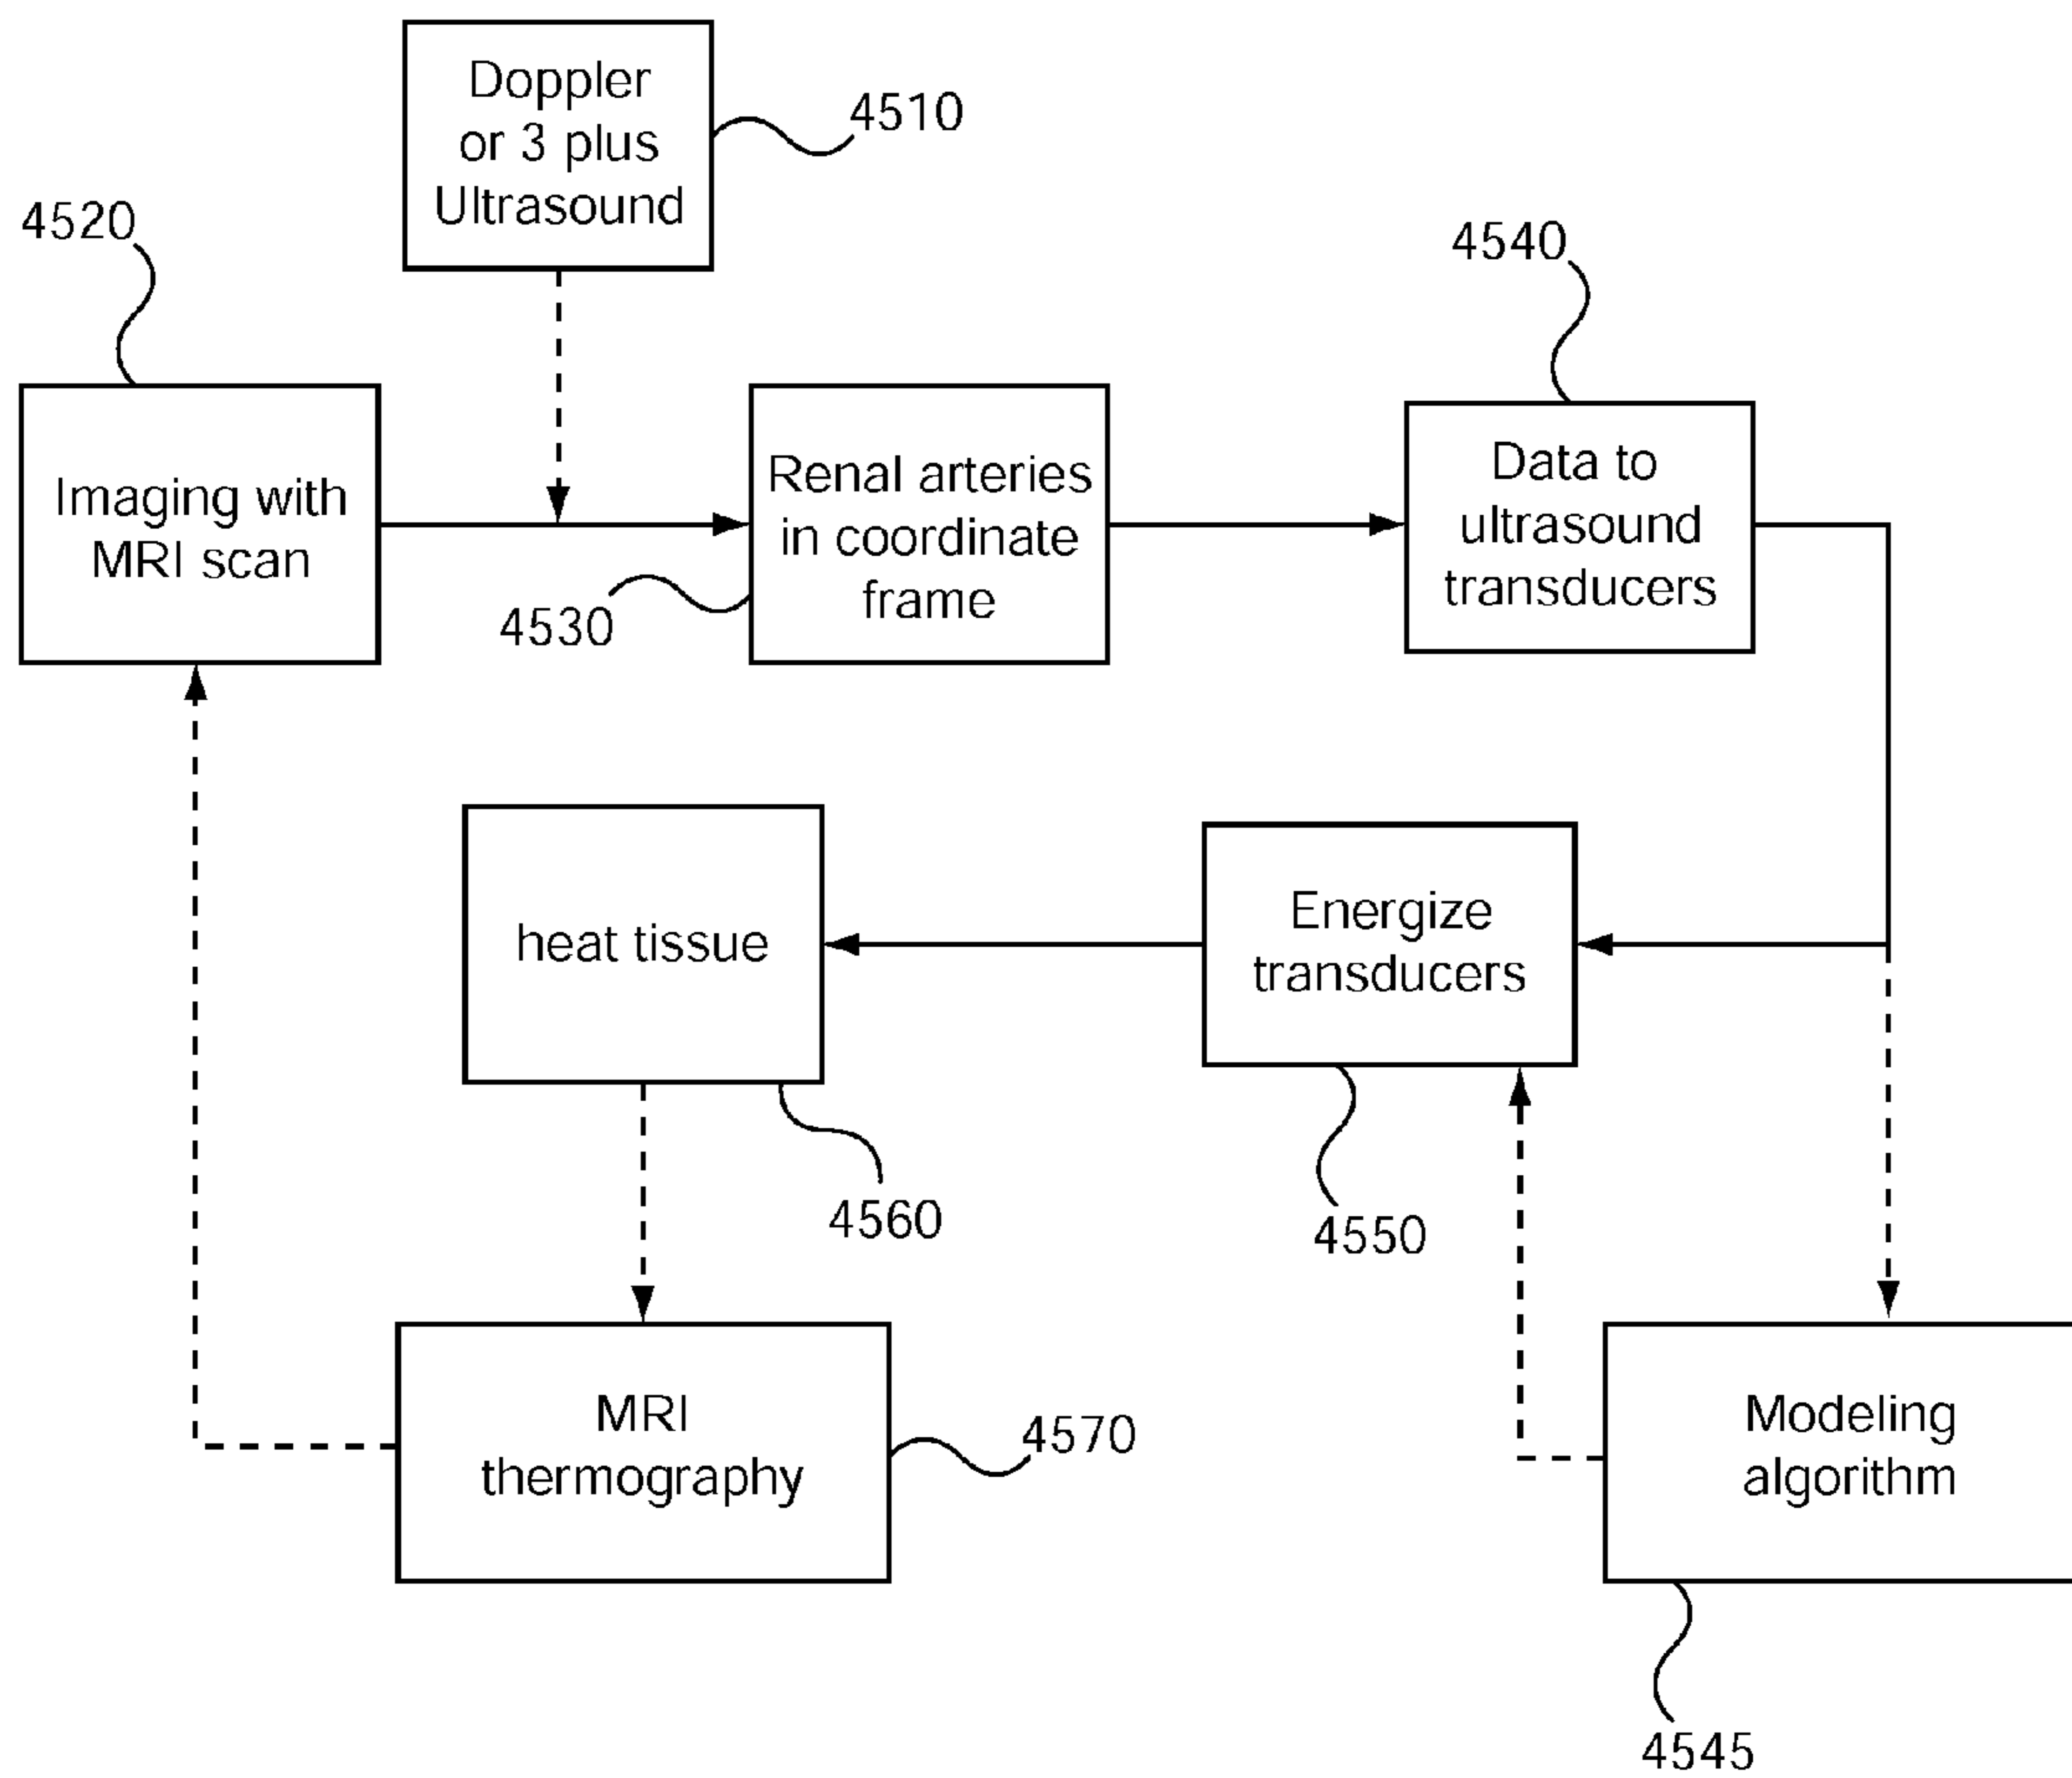 Doppler
or 3 plus
Ultrasound
4510
4520
4540
Imaging with
MRI scan
Renal arteries
in coordinate
frame
4530
Data to
ultrasound
transducers
heat tissue
Energize
transducers
4560
4550
MRI
thermography
4570
Modeling
algorithm
4545